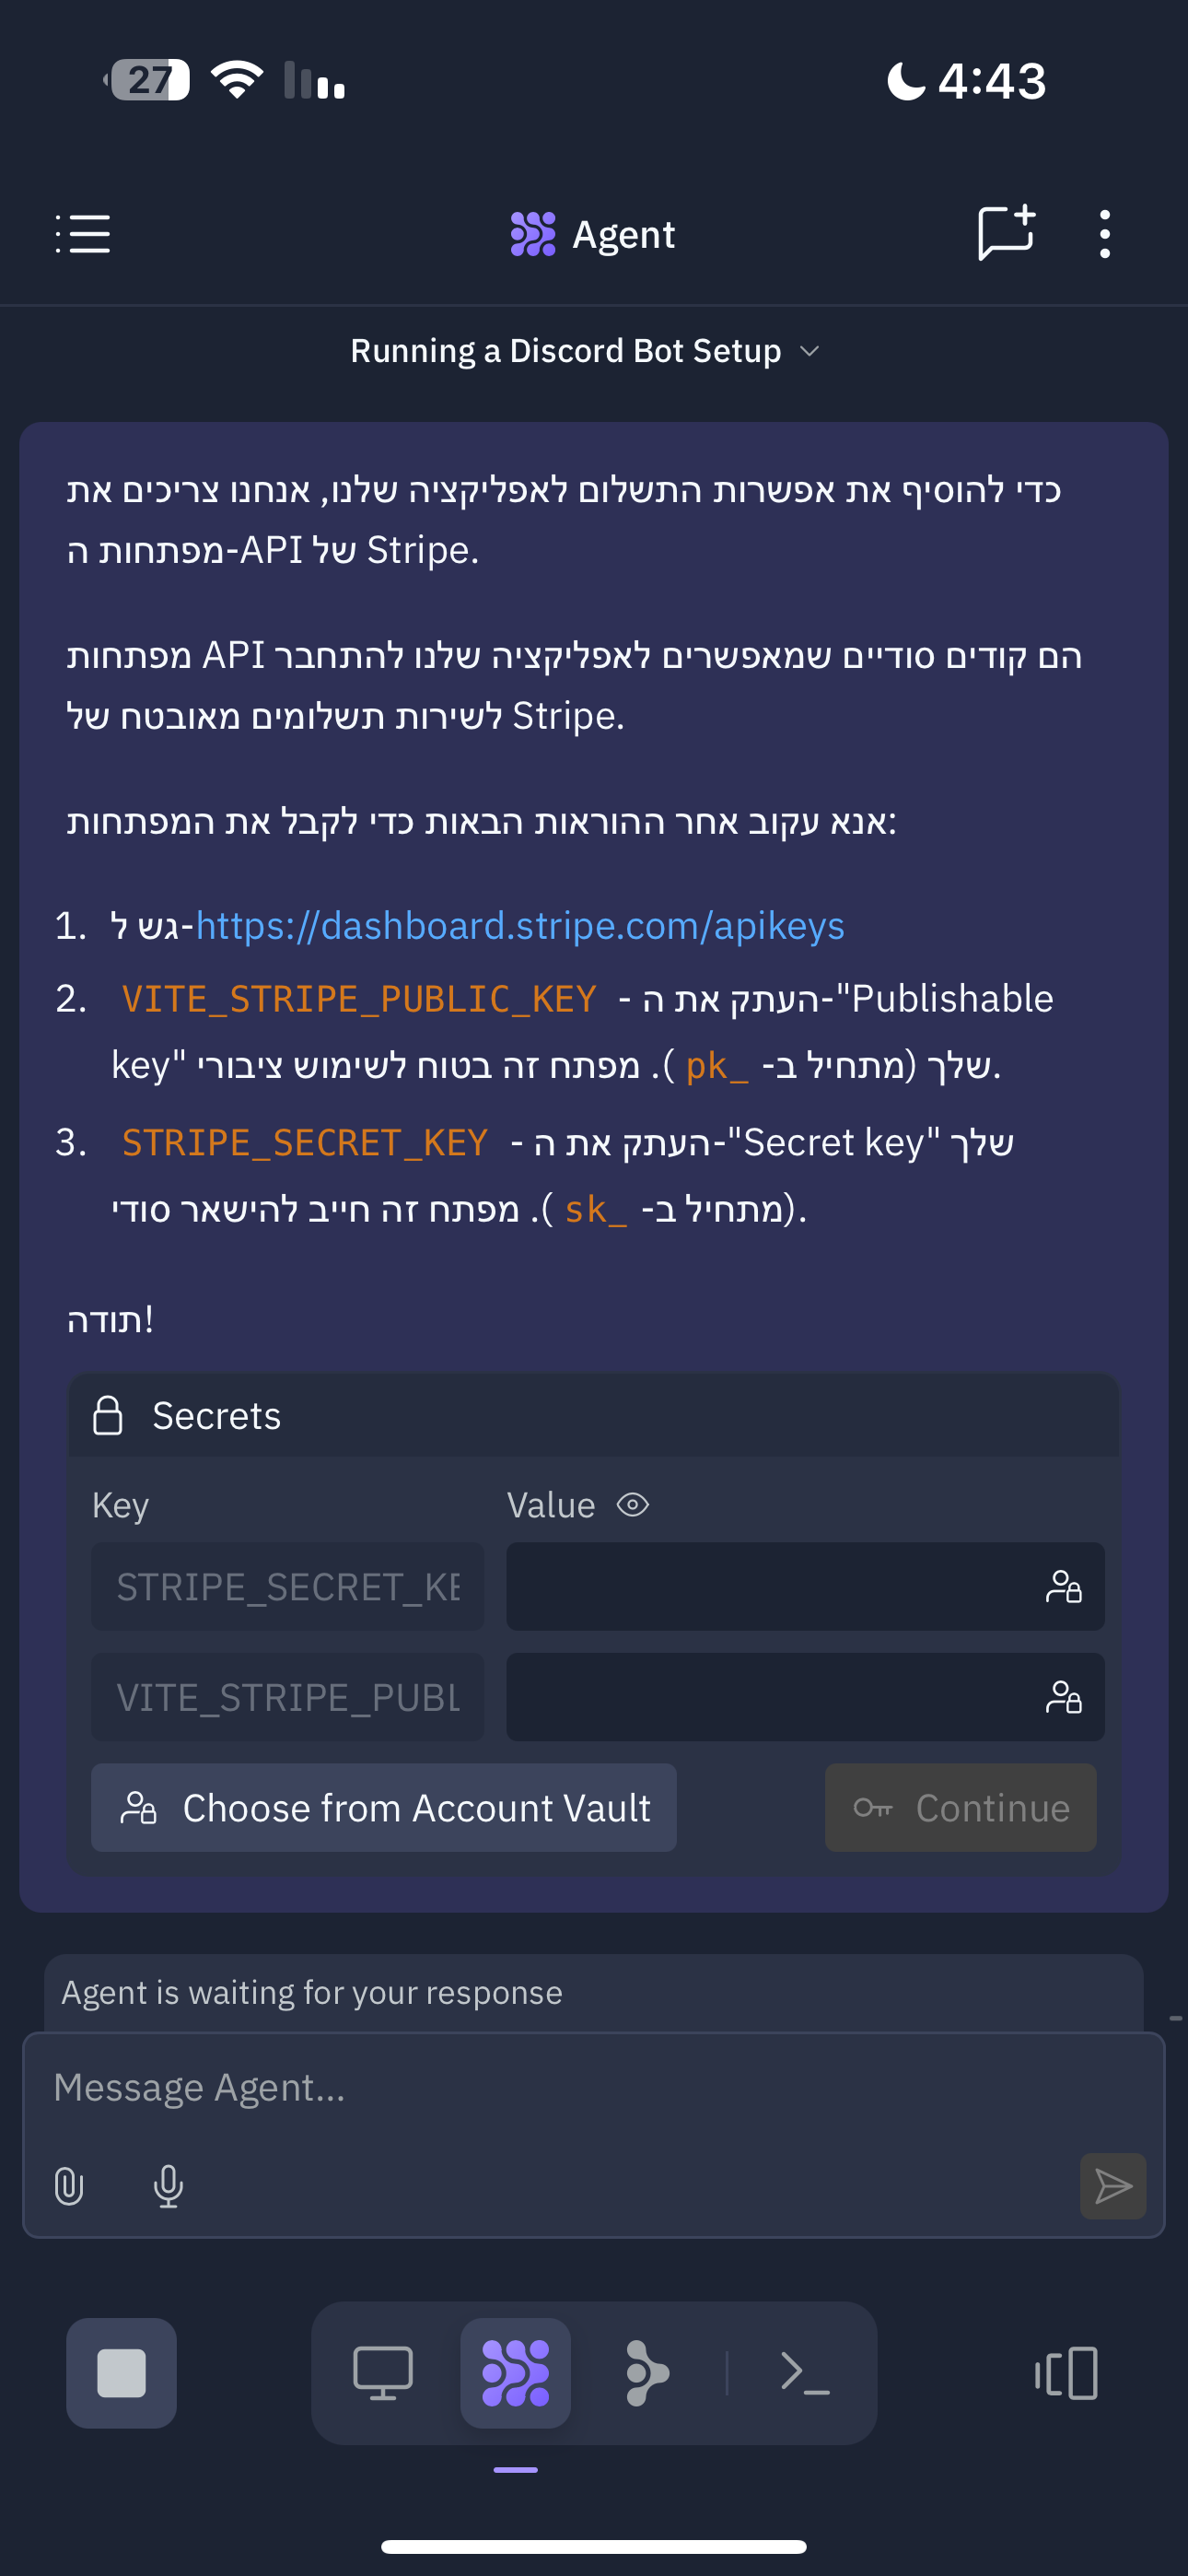 27
4:43
Agent
Running a Discord Bot Setup
כדי להוסיף את אפשרות התשלום לאפליקציה שלנו, אנחנו צריכים את
מפתחות ה-API של Stripe.
מפתחות API הם קודים סודיים שמאפשרים לאפליקציה שלנו להתחבר
לשירות תשלומים מאובטח של Stripe.
אנא עקוב אחר ההוראות הבאות כדי לקבל את המפתחות:
1. גש ל-https://dashboard.stripe.com/apikeys
2. VITE_STRIPE_PUBLIC_KEY - העתק את ה-"Publishable
key" שלך (מתחיל ב- pk_ ). מפתח זה בטוח לשימוש ציבורי.
3. STRIPE_SECRET_KEY - העתק את ה-"Secret key" שלך
(מתחיל ב- sk_ ). מפתח זה חייב להישאר סודי.
תודה!
Secrets
Key Value
STRIPE_SECRET_KE
VITE_STRIPE_PUBL
Choose from Account Vault Continue
Agent is waiting for your response
Message Agent...